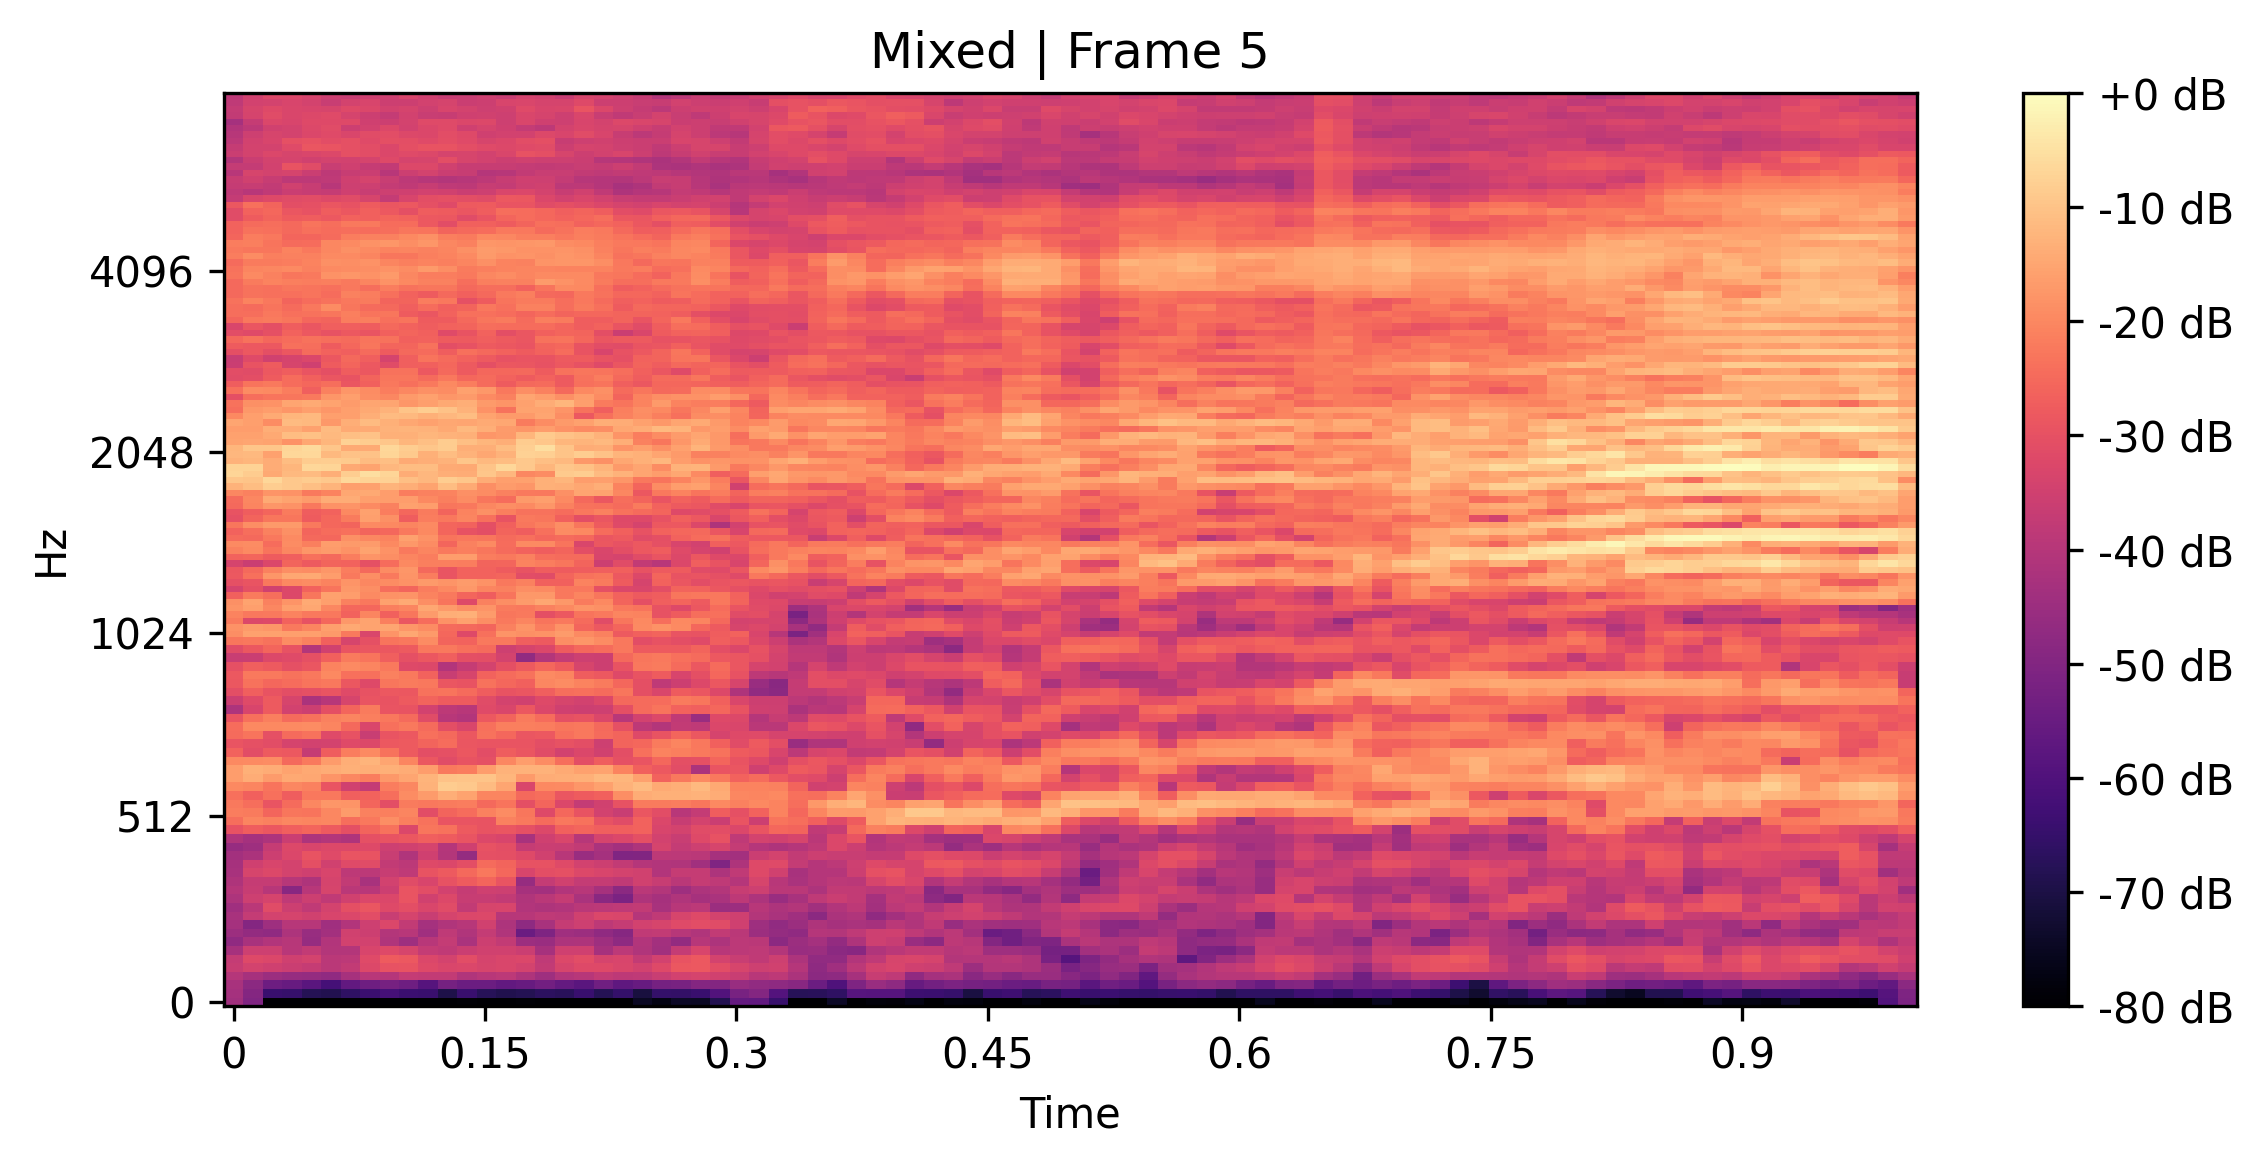 Mixed | Frame 5
Hz
4096
2048
1024
512
0
0 0.15 0.3 0.45 0.6 0.75 0.9
Time
+0 dB
-10 dB
-20 dB
-30 dB
-40 dB
-50 dB
-60 dB
-70 dB
-80 dB